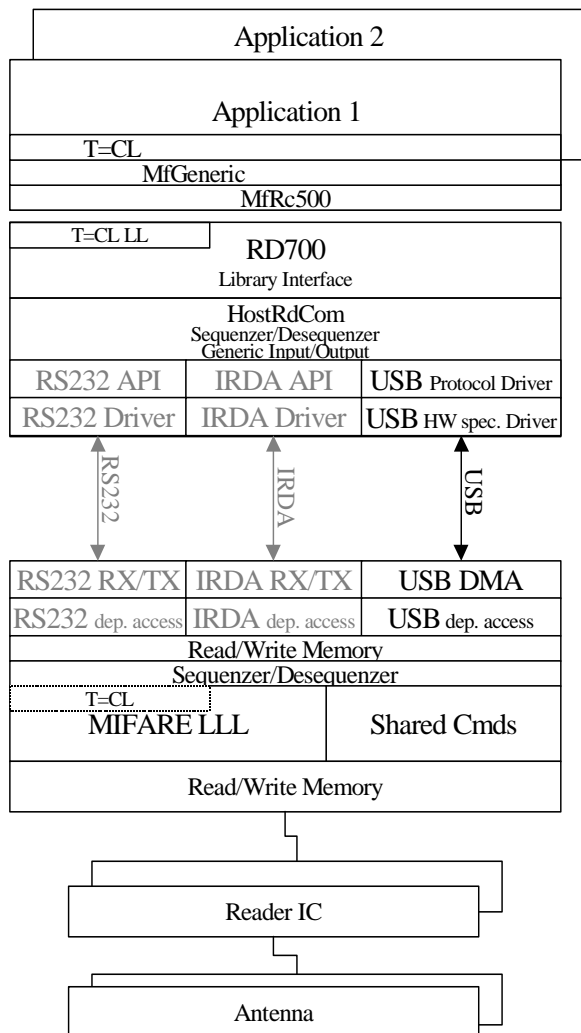 Application 2
Application 1
T=CL
MfGeneric
MfRc500
T=CL LL
RD700
Library Interface
HostRdCom
Sequenzer/Desequenzer
Generic Input/Output
RS232 API
IRDA API
USB Protocol Driver
RS232 Driver
IRDA Driver
USB HW spec. Driver
RS232
IRDA
USB
RS232 RX/TX
IRDA RX/TX
USB DMA
RS232 dep. access
IRDA dep. access
USB dep. access
Read/Write Memory
Sequenzer/Desequenzer
T=CL
MIFARE LLL
Shared Cmds
Read/Write Memory
Reader IC
Antenna